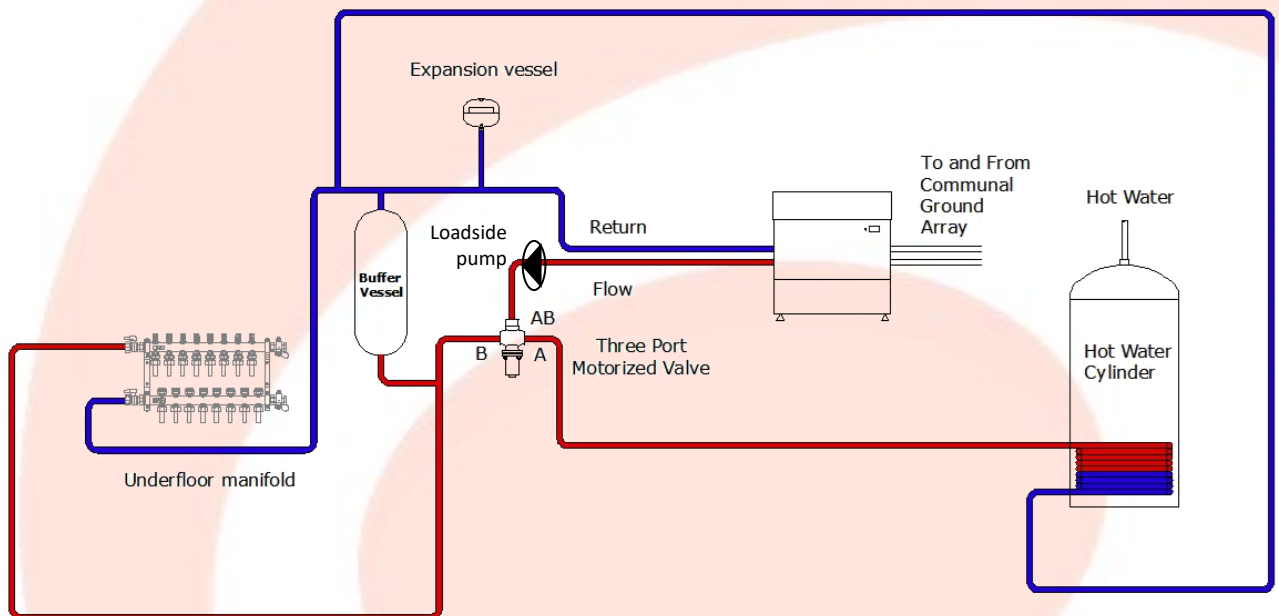 Expansion vessel
To and From
Communal
Ground
Array
Hot Water
Return
Loadside
pump
Buffer
Vessel
Flow
AB
B
A
Three Port
Motorized Valve
Hot Water
Cylinder
Underfloor manifold